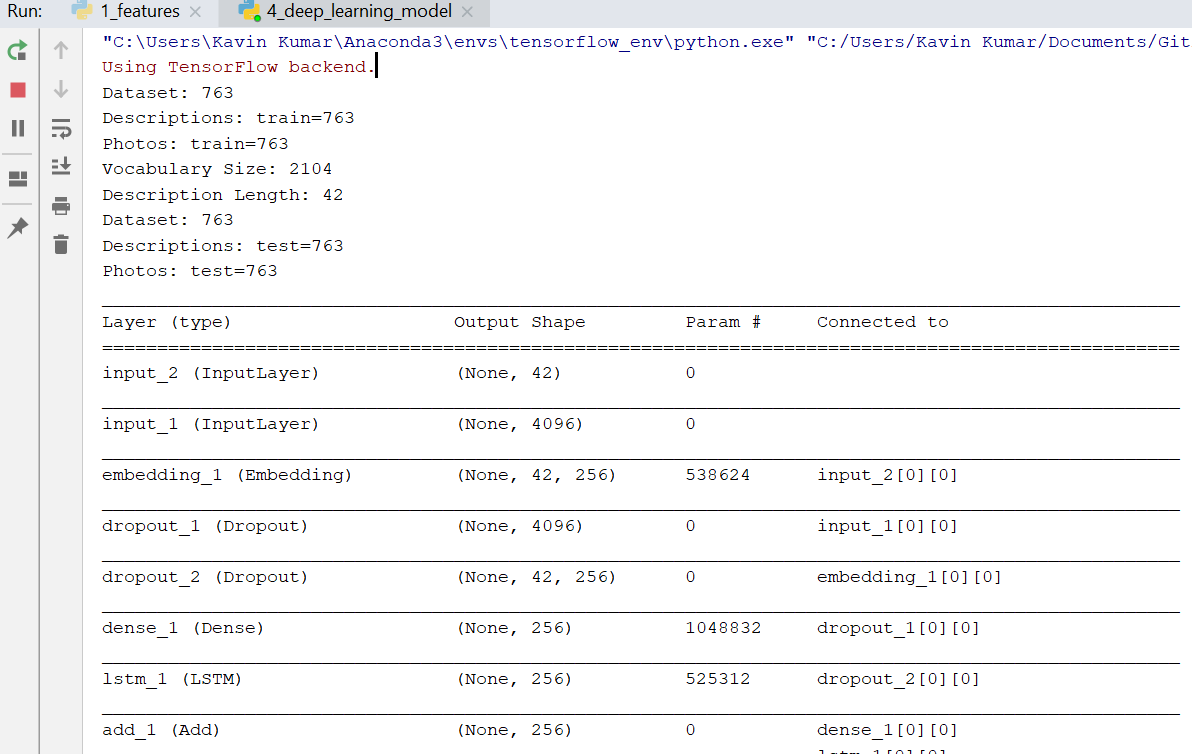 Run: 1_features 4_deep_learning_model
"C:\Users\Kavin Kumar\Anaconda3\envs\tensorflow_env\python.exe" "C:/Users/Kavin Kumar/Documents/Git
Using TensorFlow backend.
Dataset: 763
Descriptions: train=763
Photos: train=763
Vocabulary Size: 2104
Description Length: 42
Dataset: 763
Descriptions: test=763
Photos: test=763
Layer (type) Output Shape Param # Connected to
input_2 (InputLayer) (None, 42) 0
input_1 (InputLayer) (None, 4096) 0
embedding_1 (Embedding) (None, 42, 256) 538624 input_2[0][0]
dropout_1 (Dropout) (None, 4096) 0 input_1[0][0]
dropout_2 (Dropout) (None, 42, 256) 0 embedding_1[0][0]
dense_1 (Dense) (None, 256) 1048832 dropout_1[0][0]
lstm_1 (LSTM) (None, 256) 525312 dropout_2[0][0]
add_1 (Add) (None, 256) 0 dense_1[0][0]